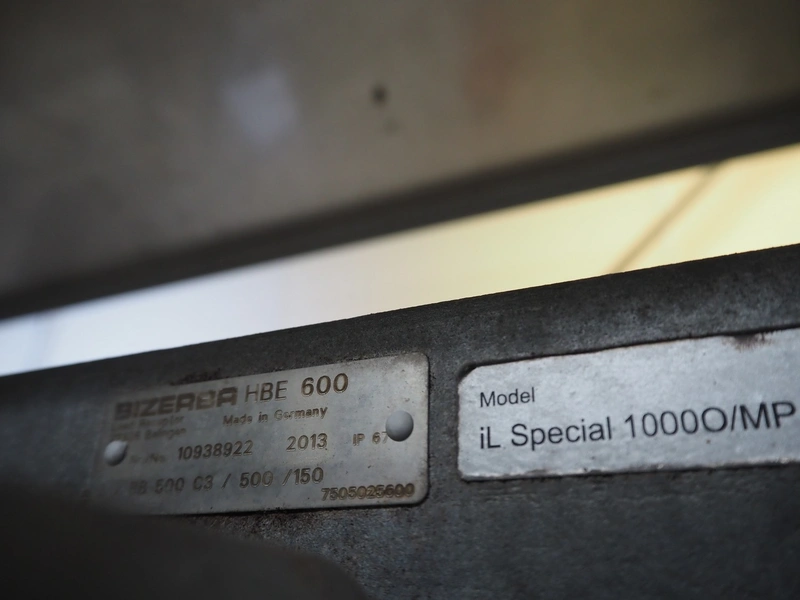 BIZERBA HBE 600
Made in Germany
Balingen
10938922 2013 IP 67
500 C3 / 500 /150
7505025600
Model
iL Special 1000O/MP